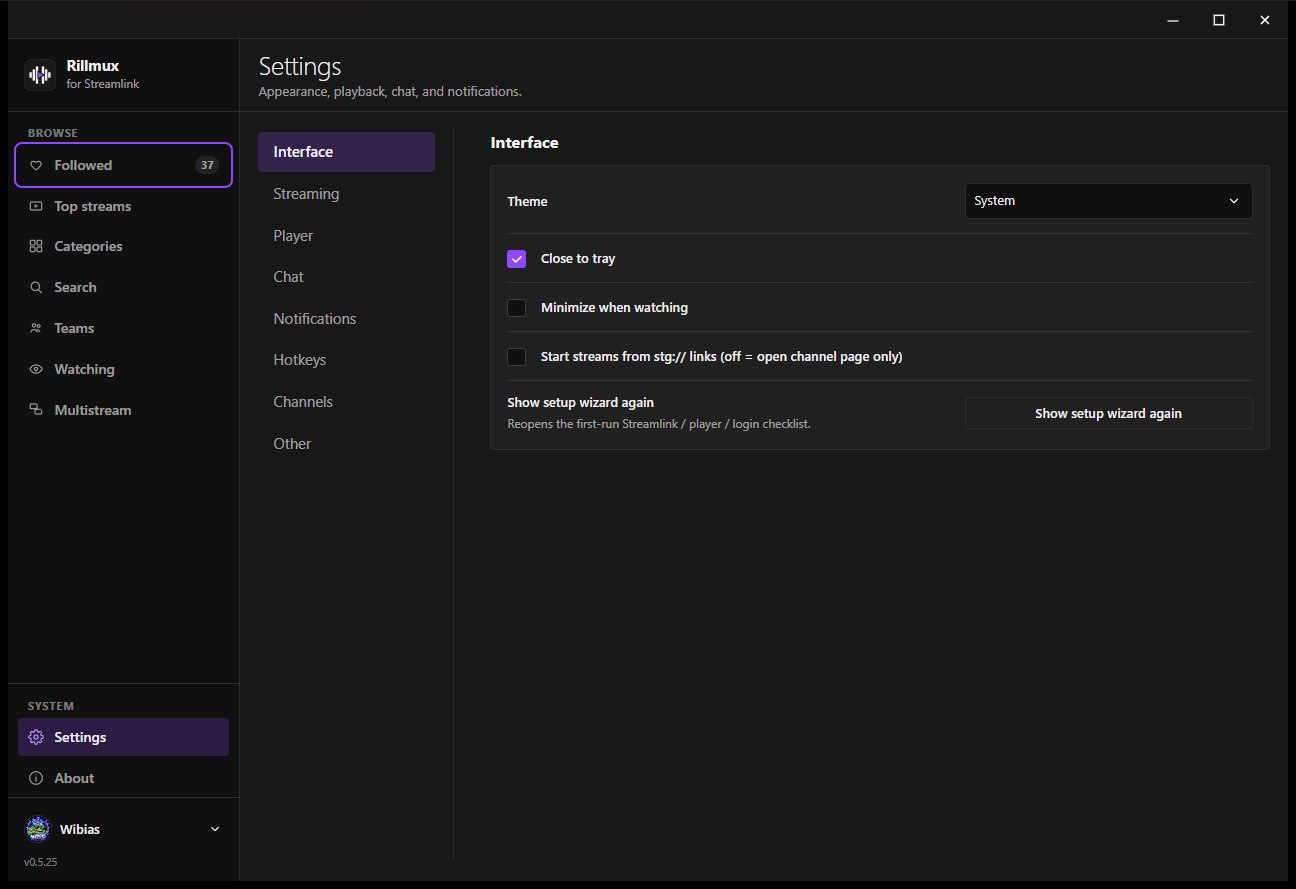 Rillmux
for Streamlink
BROWSE
Followed 37
Top streams
Categories
Search
Teams
Watching
Multistream
SYSTEM
Settings
About
Wibias
v0.5.25
Settings
Appearance, playback, chat, and notifications.
Interface
Streaming
Player
Chat
Notifications
Hotkeys
Channels
Other
Interface
Theme System
Close to tray
Minimize when watching
Start streams from stg:// links (off = open channel page only)
Show setup wizard again
Reopens the first-run Streamlink / player / login checklist.
Show setup wizard again